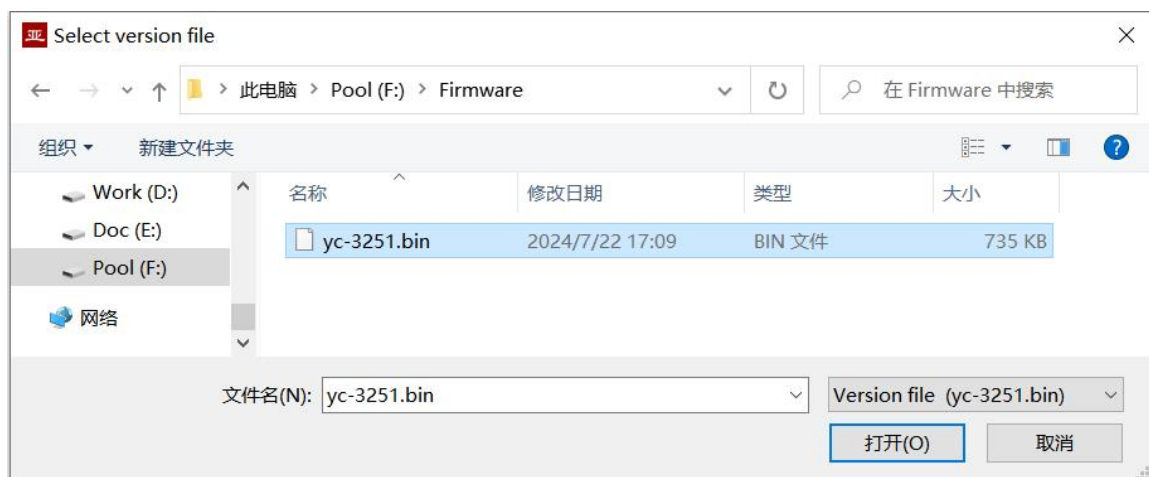 亚 Select version file
此电脑 > Pool (F:) > Firmware
在 Firmware 中搜索
组织 新建文件夹
?
Work (D:)
Doc (E:)
Pool (F:)
网络
名称 修改日期 类型 大小
yc-3251.bin 2024/7/22 17:09 BIN 文件 735 KB
文件名(N): yc-3251.bin Version file (yc-3251.bin)
打开(O) 取消